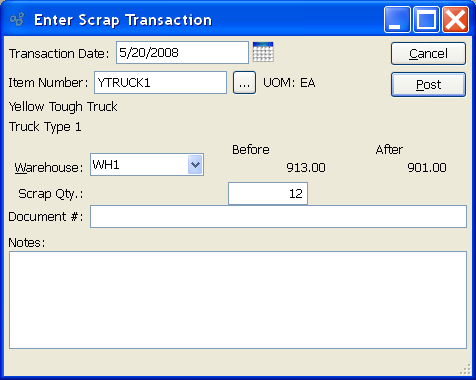 Enter Scrap Transaction
Transaction Date: 5/20/2008
Cancel
Item Number: YTRUCK1 ... UOM: EA
Post
Yellow Tough Truck
Truck Type 1
Before After
Warehouse: WH1 913.00 901.00
Scrap Qty.: 12
Document #:
Notes: